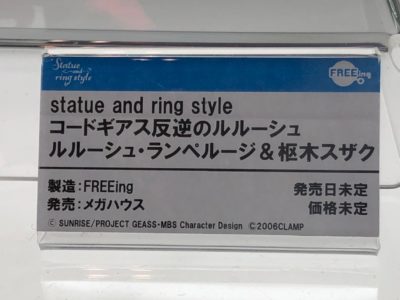 Statue and ring style
FREEing
statue and ring style
コードギアス反逆のルルーシュ
ルルーシュ・ランペルージ&枢木スザク
製造:FREEing
発売:メガハウス
発売日未定
価格未定
© SUNRISE/PROJECT GEASS・MBS Character Design ©2006CLAMP